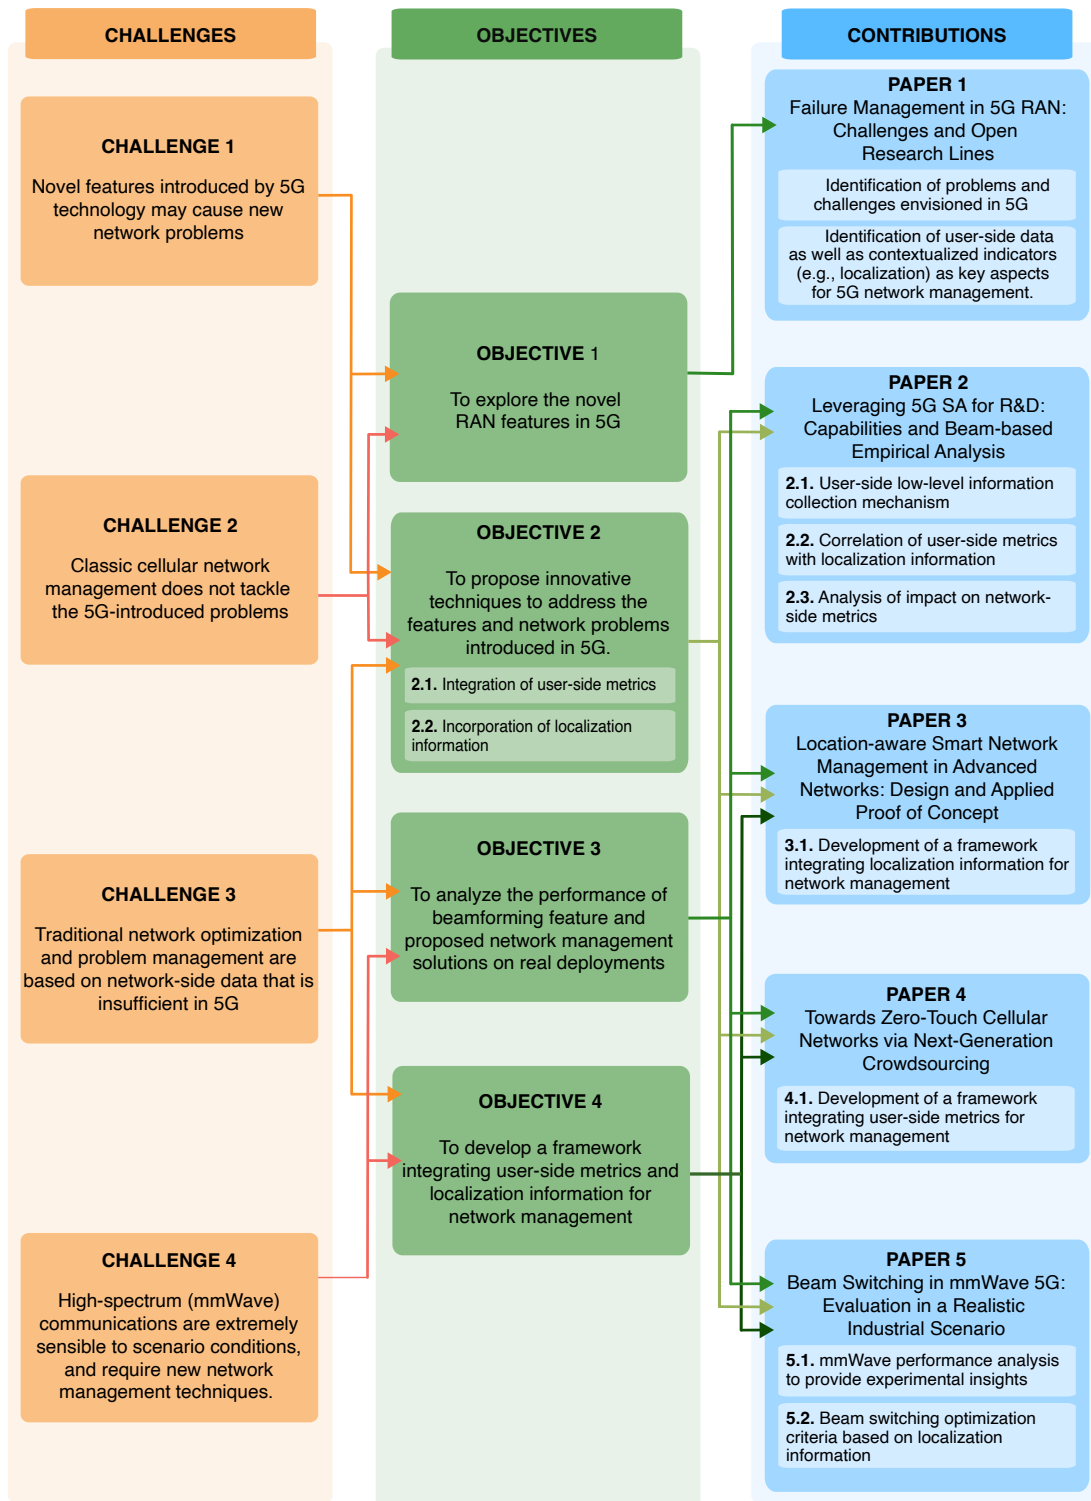 CHALLENGES
CHALLENGE 1
Novel features introduced by 5G
technology may cause new
network problems
CHALLENGE 2
Classic cellular network
management does not tackle
the 5G-introduced problems
CHALLENGE 3
Traditional network optimization
and problem management are
based on network-side data that is
insufficient in 5G
CHALLENGE 4
High-spectrum (mmWave)
communications are extremely
sensible to scenario conditions,
and require new network
management techniques.
OBJECTIVES
OBJECTIVE 1
To explore the novel
RAN features in 5G
OBJECTIVE 2
To propose innovative
techniques to address the
features and network problems
introduced in 5G.
2.1. Integration of user-side metrics
2.2. Incorporation of localization
information
OBJECTIVE 3
To analyze the performance of
beamforming feature and
proposed network management
solutions on real deployments
OBJECTIVE 4
To develop a framework
integrating user-side metrics and
localization information for
network management
CONTRIBUTIONS
PAPER 1
Failure Management in 5G RAN:
Challenges and Open
Research Lines
Identification of problems and
challenges envisioned in 5G
Identification of user-side data
as well as contextualized indicators
(e.g., localization) as key aspects
for 5G network management.
PAPER 2
Leveraging 5G SA for R&D:
Capabilities and Beam-based
Empirical Analysis
2.1. User-side low-level information
collection mechanism
2.2. Correlation of user-side metrics
with localization information
2.3. Analysis of impact on network-
side metrics
PAPER 3
Location-aware Smart Network
Management in Advanced
Networks: Design and Applied
Proof of Concept
3.1. Development of a framework
integrating localization information for
network management
PAPER 4
Towards Zero-Touch Cellular
Networks via Next-Generation
Crowdsourcing
4.1. Development of a framework
integrating user-side metrics for
network management
PAPER 5
Beam Switching in mmWave 5G:
Evaluation in a Realistic
Industrial Scenario
5.1. mmWave performance analysis
to provide experimental insights
5.2. Beam switching optimization
criteria based on localization
information